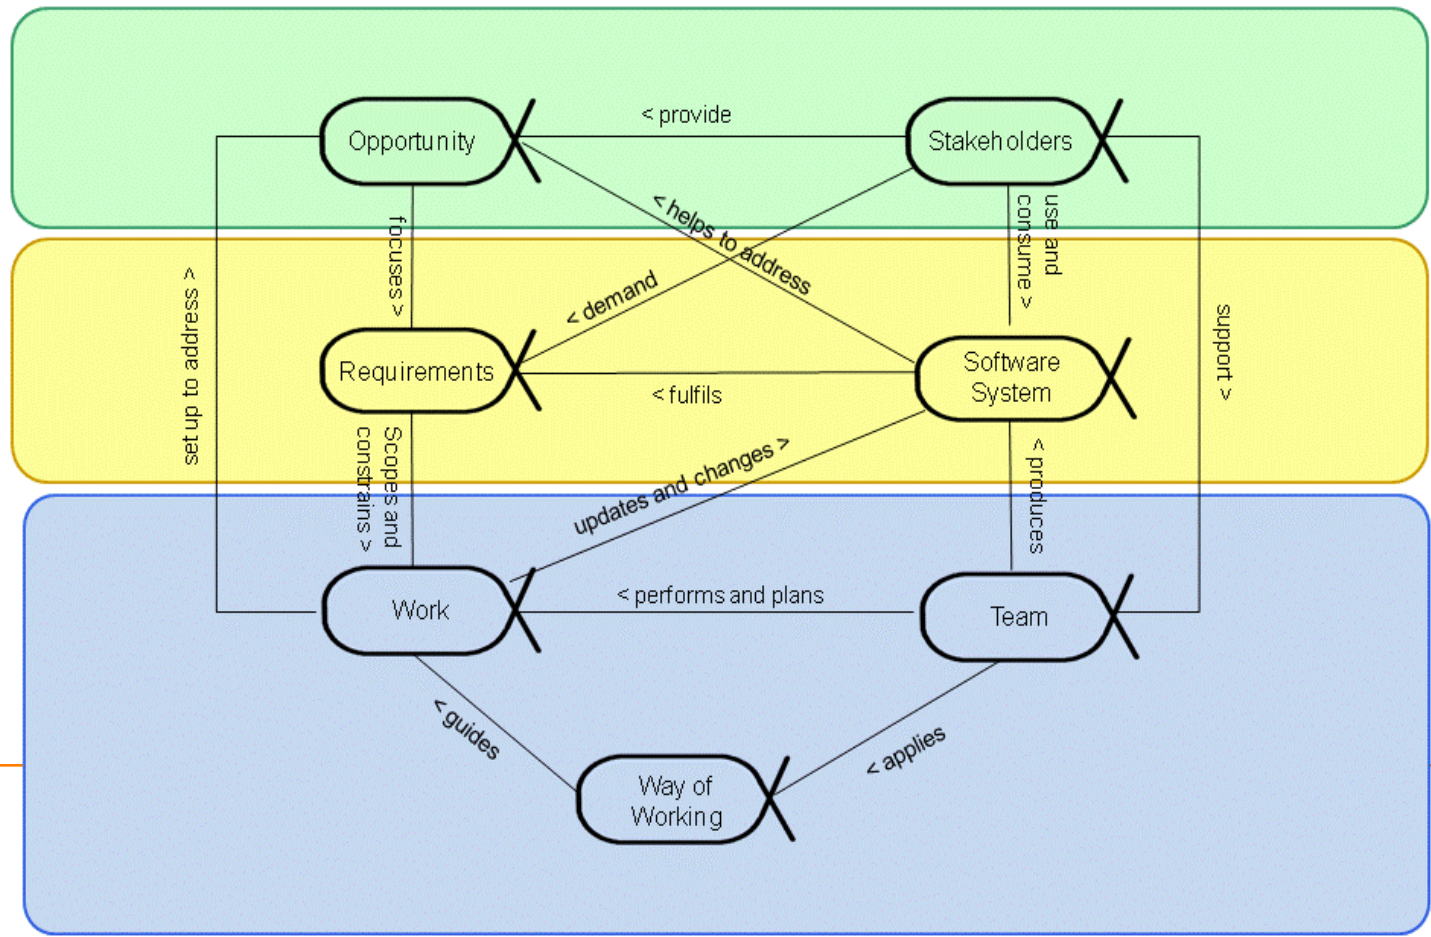 < provide
Opportunity
Stakeholders
< helps to address
use and
consume >
focuses >
< demand
set up to address >
support >
Requirements
Software
System
< fulfils
Scopes and
constrains >
updates and changes >
< produces
Work
< performs and plans
Team
< guides
< applies
Way of
Working